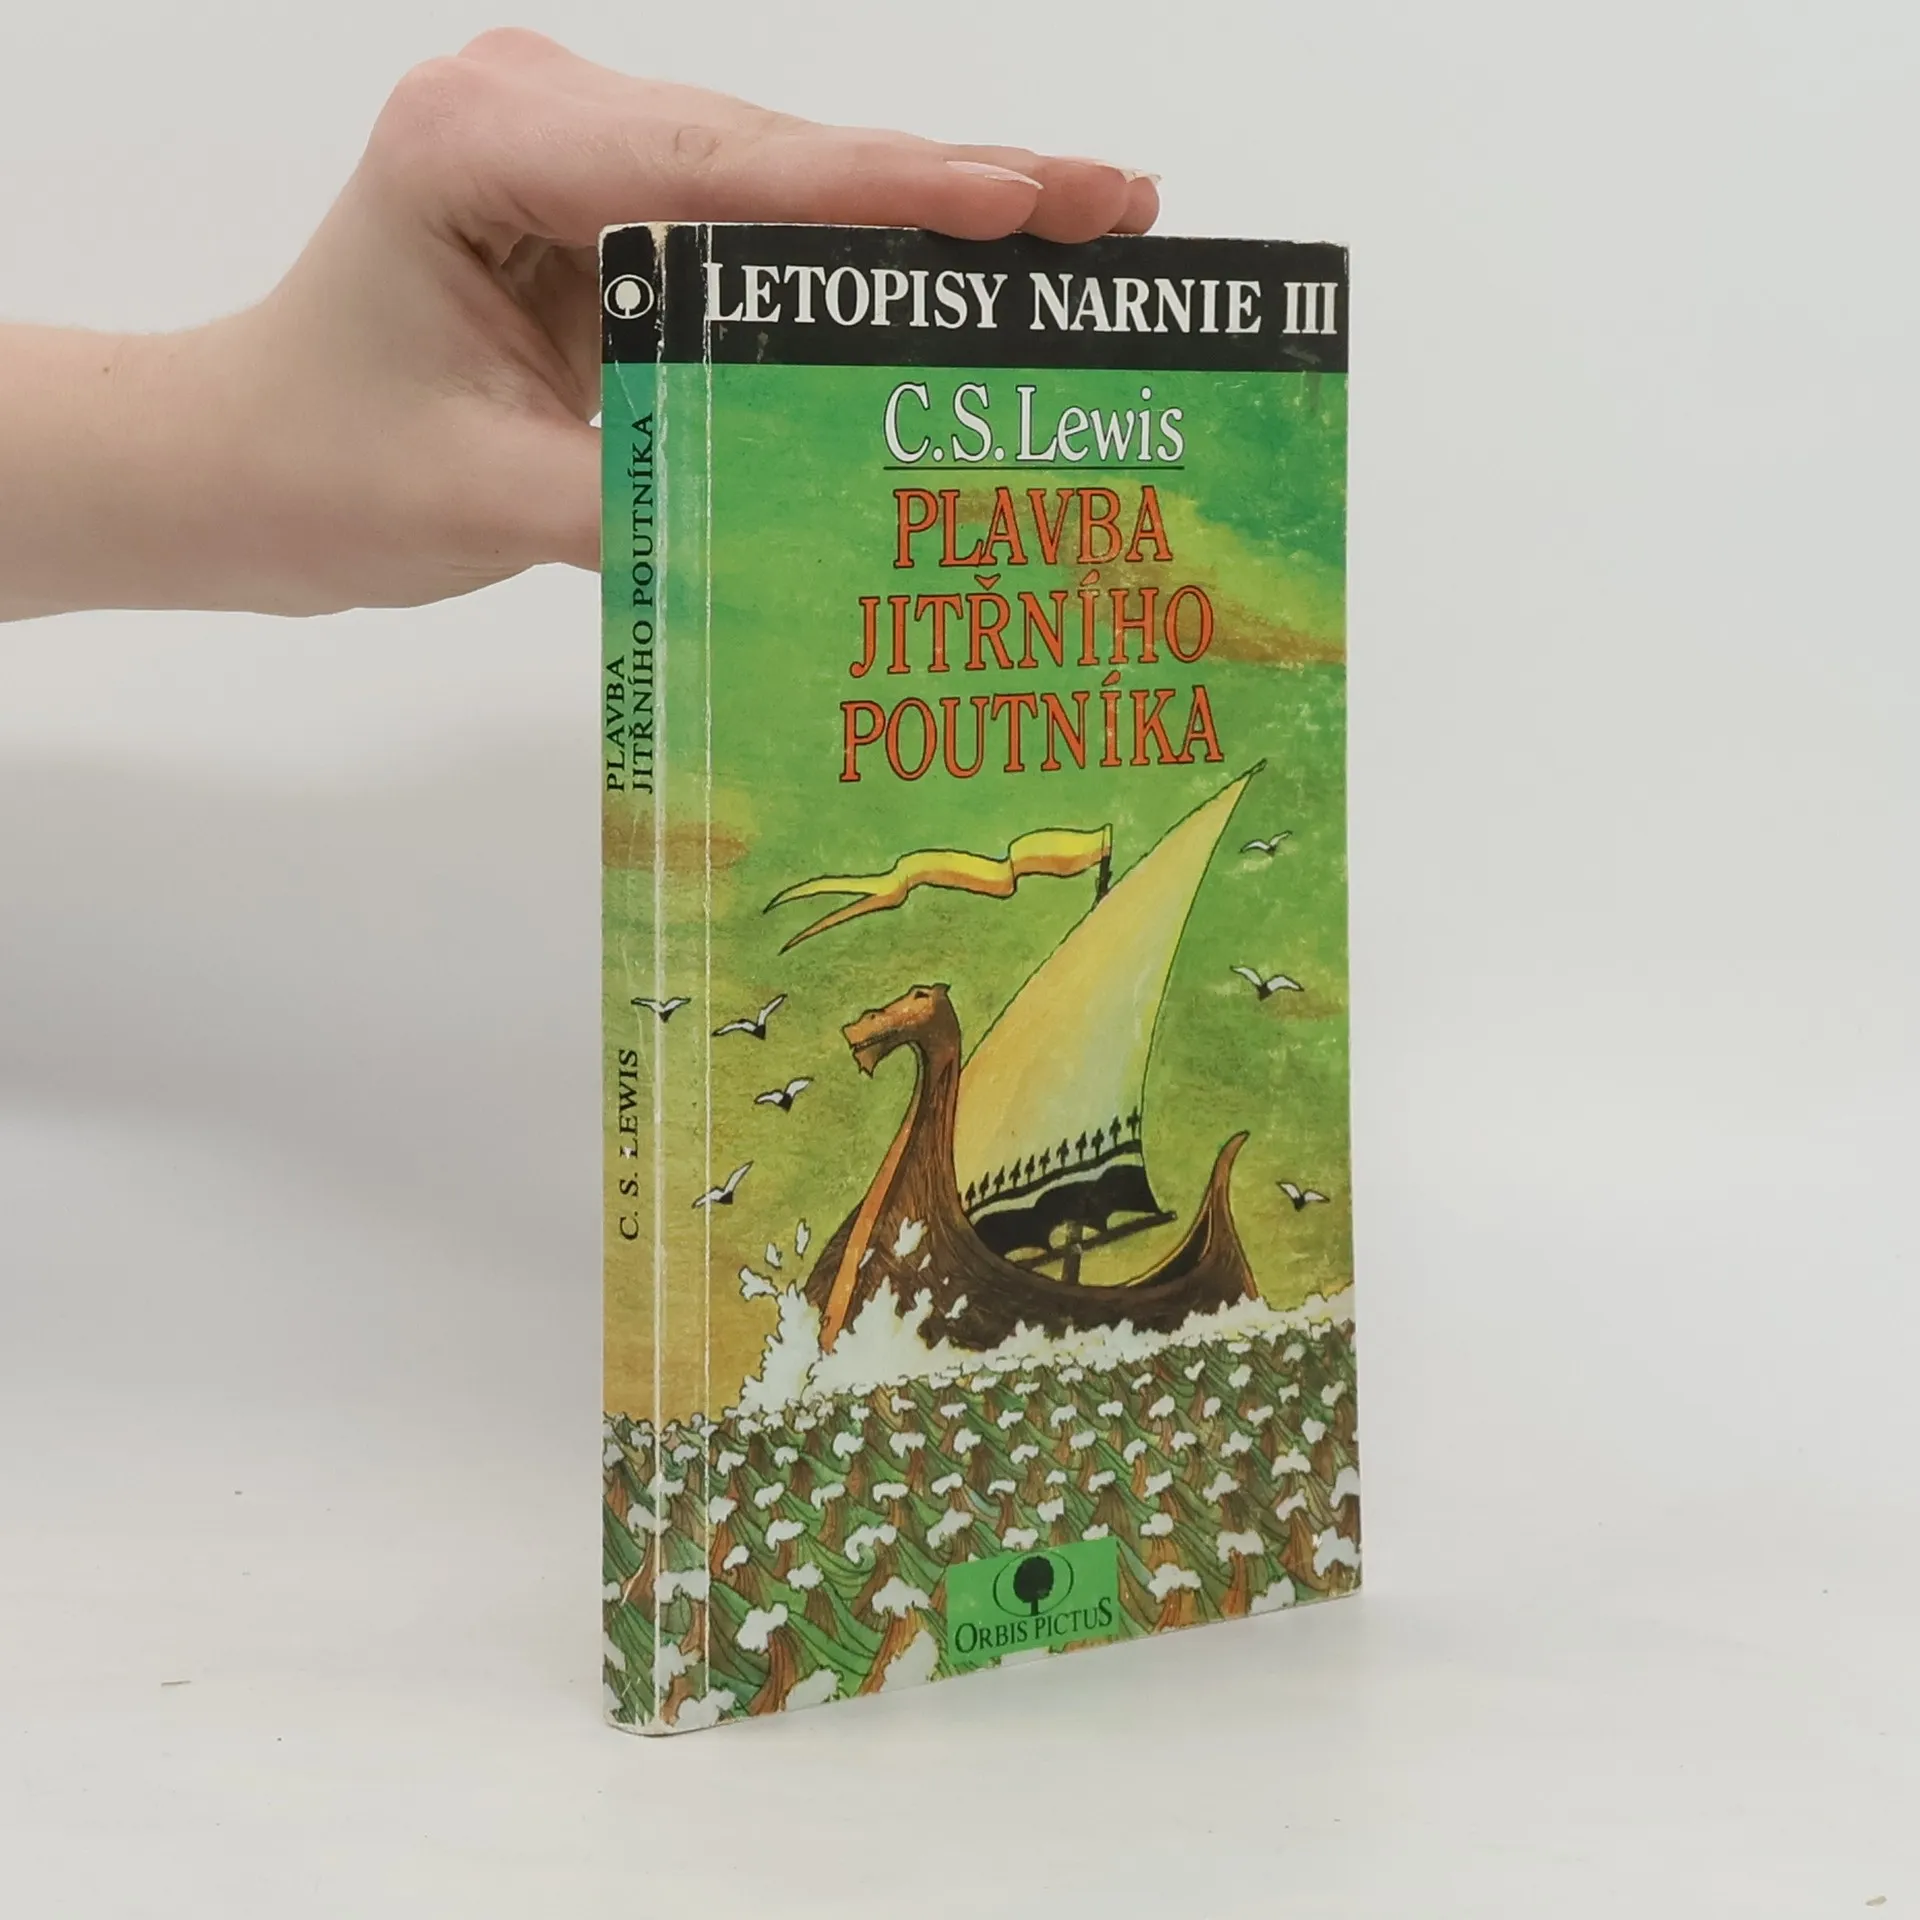 LETOPISY NARNIE III
C.S. Lewis
PLAVBA
JITŘNÍHO
POUTNÍKA
ORBIS PICTUS
PLAVBA
JITŘNÍHO POUTNÍKA
C. S. LEWIS